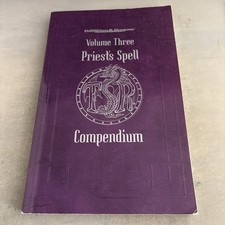 Volume Three
Priest's Spell
TSR
Compendium